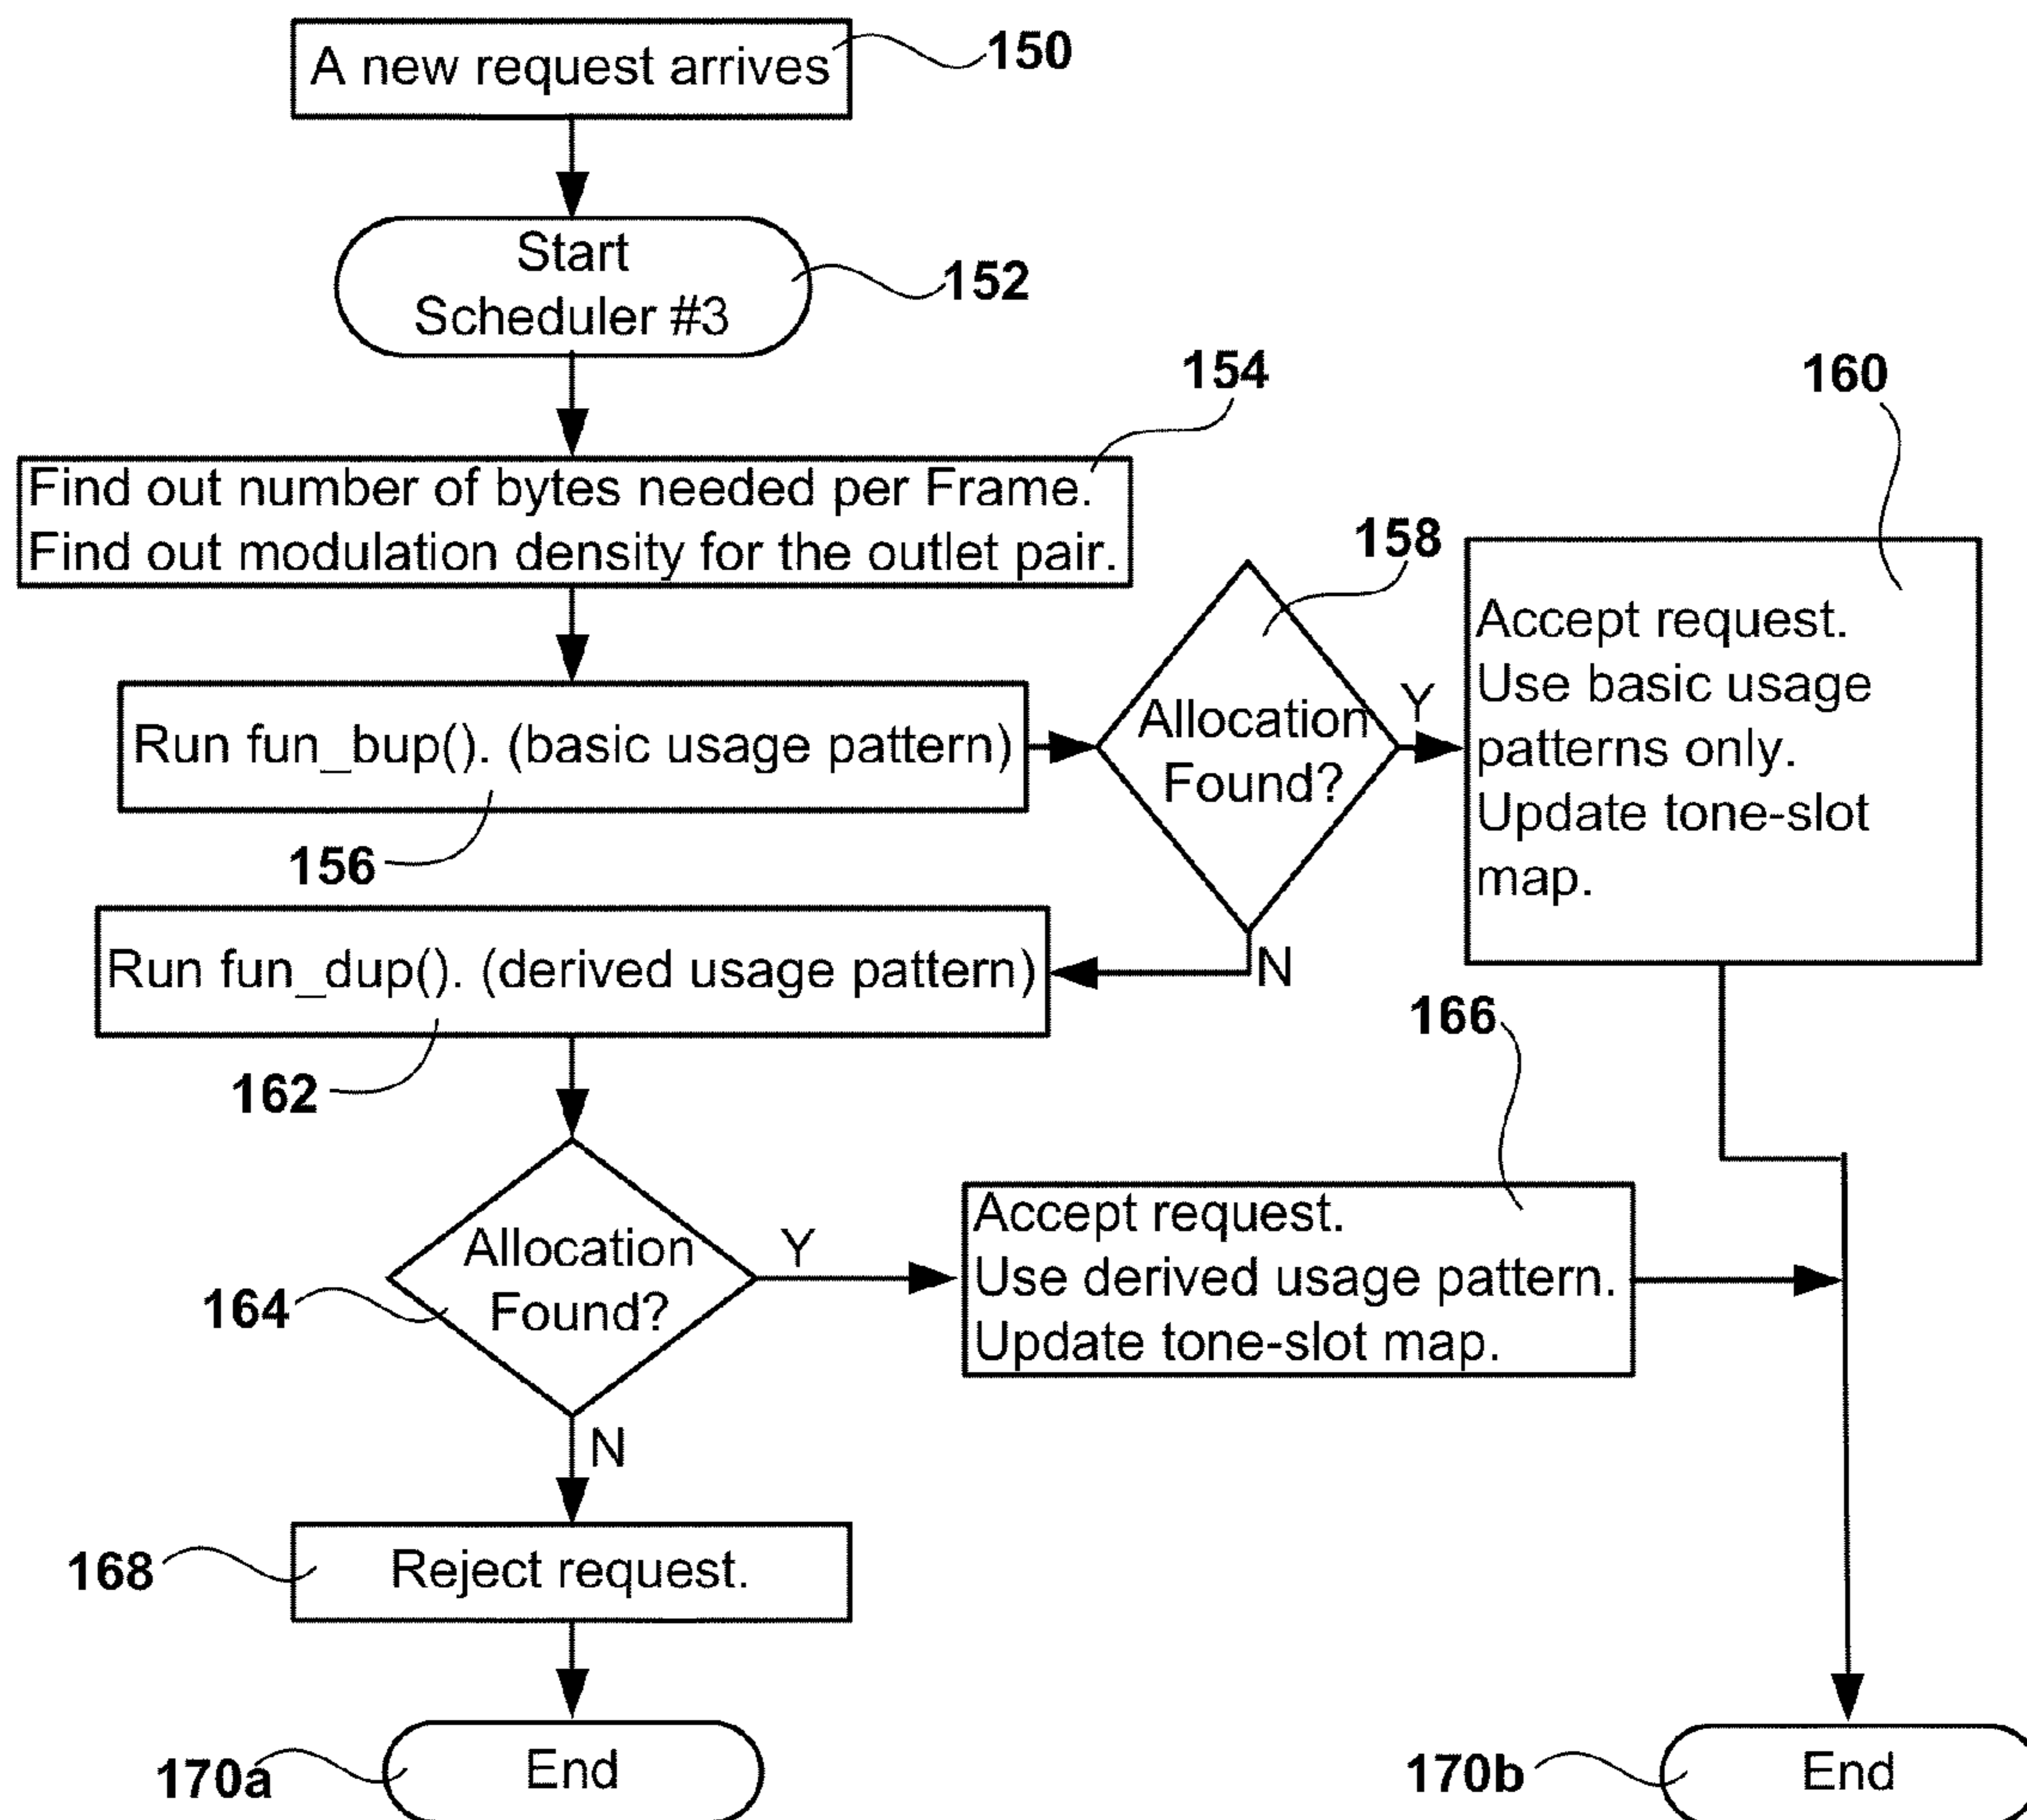 A new request arrives
150
Start
Scheduler #3
152
154
Find out number of bytes needed per Frame.
Find out modulation density for the outlet pair.
Run fun_bup(). (basic usage pattern)
156
158
Allocation
Found?
Y
N
160
Accept request.
Use basic usage
patterns only.
Update tone-slot
map.
Run fun_dup(). (derived usage pattern)
162
164
Allocation
Found?
Y
N
166
Accept request.
Use derived usage pattern.
Update tone-slot map.
168
Reject request.
170a
End
170b
End